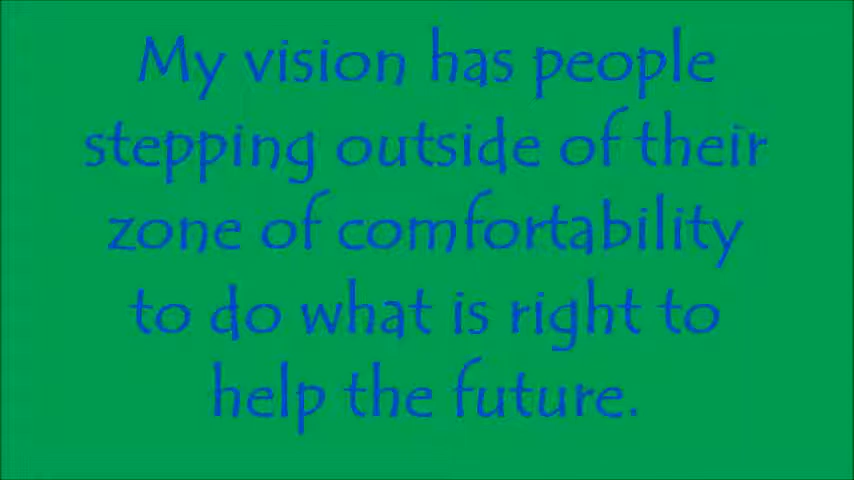 My vision has people
stepping outside of their
zone of comfortability
to do what is right to
help the future.